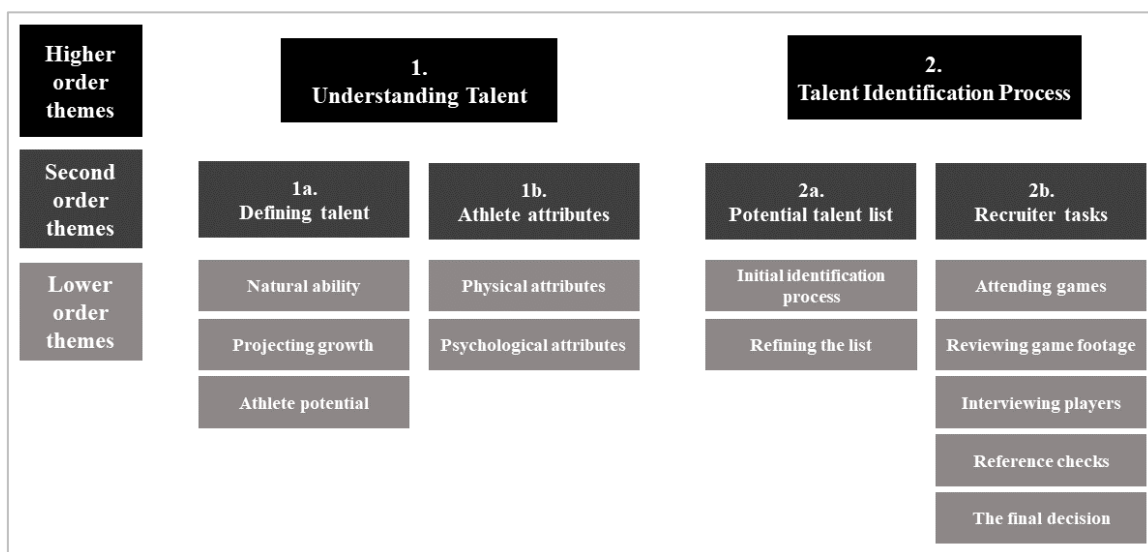 Higher
order
themes
1.
Understanding Talent
2.
Talent Identification Process
Second
order
themes
1a.
Defining talent
1b.
Athlete attributes
2a.
Potential talent list
2b.
Recruiter tasks
Lower
order
themes
Natural ability
Physical attributes
Initial identification
process
Attending games
Projecting growth
Psychological attributes
Refining the list
Reviewing game footage
Athlete potential
Interviewing players
Reference checks
The final decision